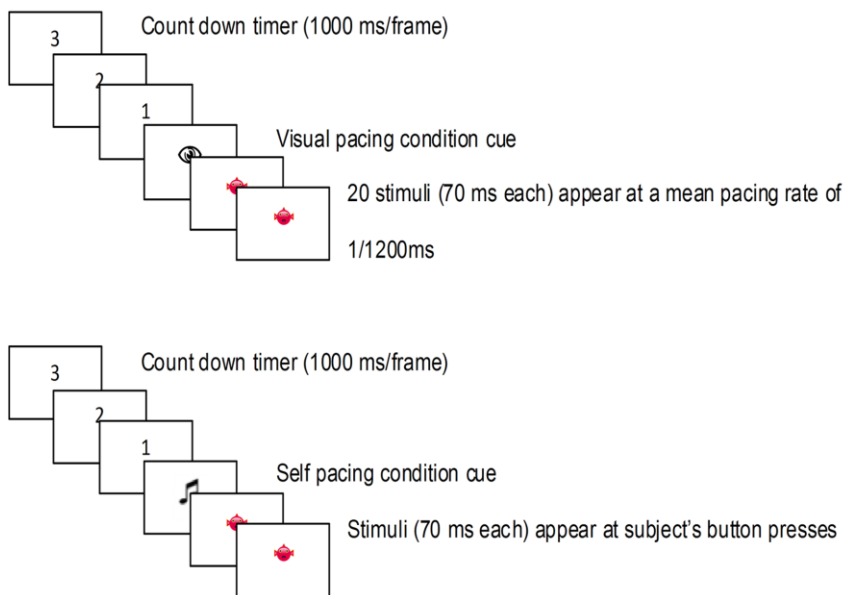 Count down timer (1000 ms/frame)
3
2
1
Visual pacing condition cue
20 stimuli (70 ms each) appear at a mean pacing rate of
1/1200ms
Count down timer (1000 ms/frame)
3
2
1
Self pacing condition cue
Stimuli (70 ms each) appear at subject's button presses